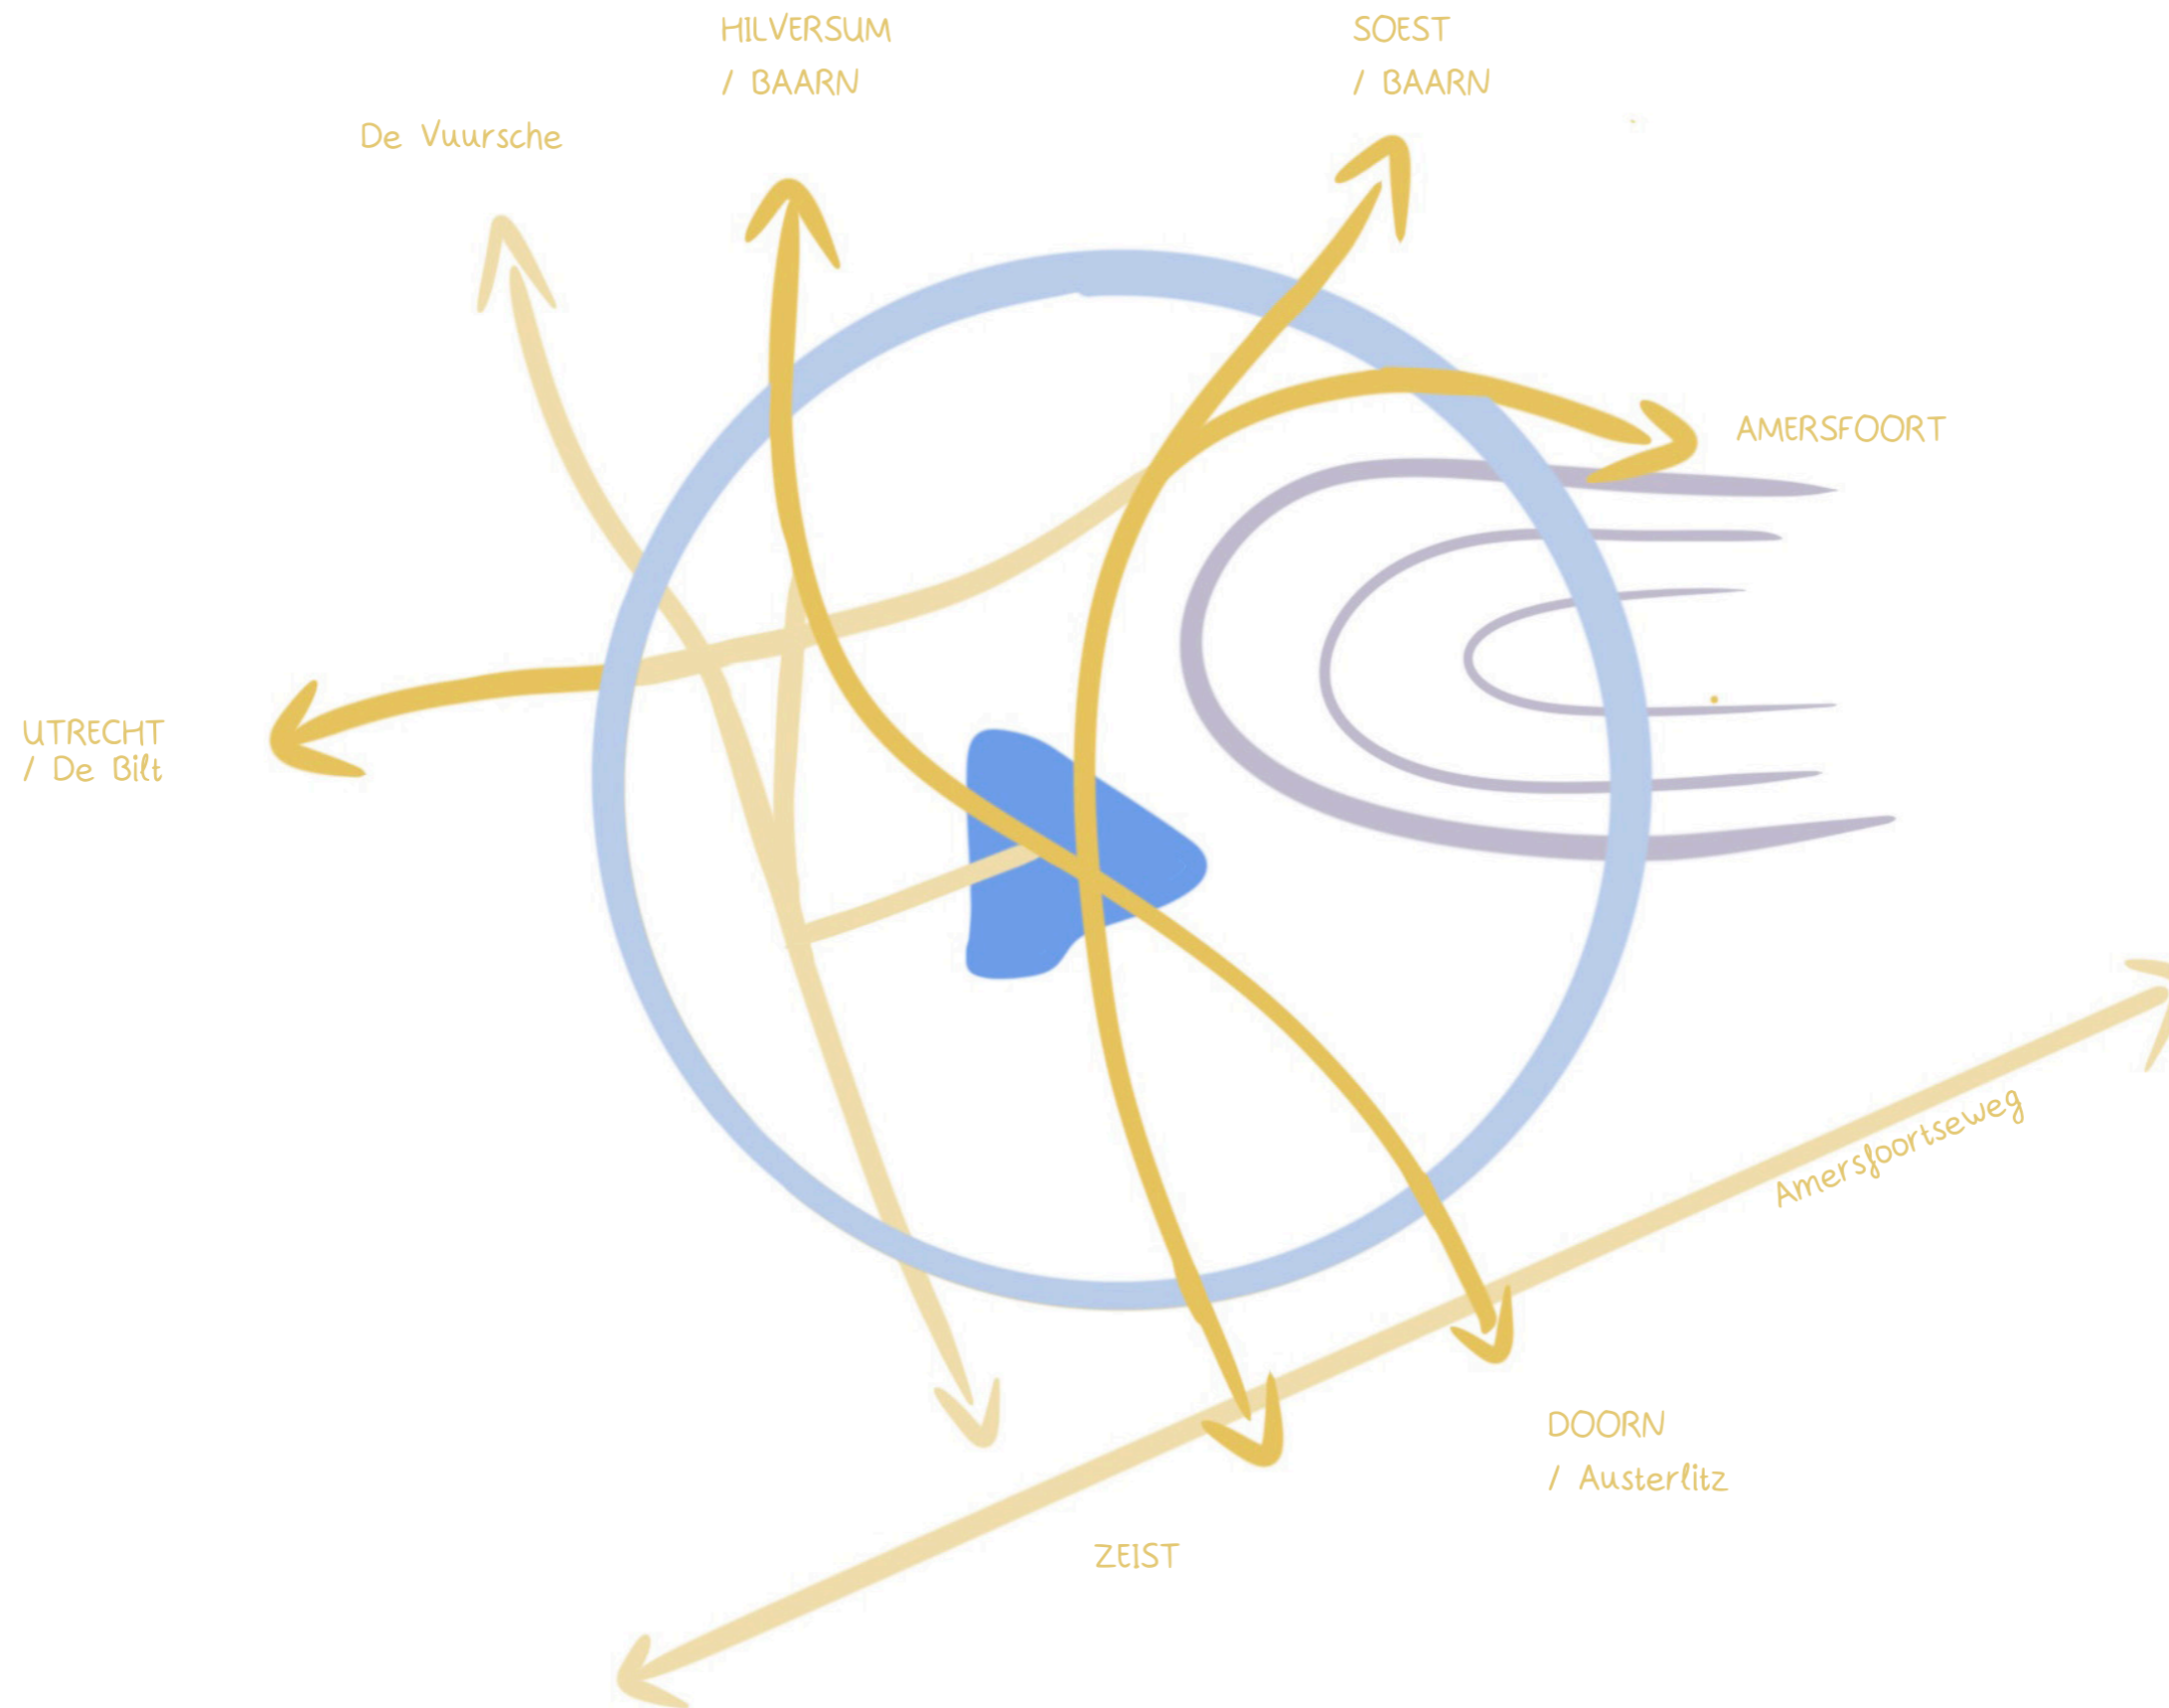 HILVERSUM
/ BAARN
SOEST
/ BAARN
De Vuursche
AMERSFOORT
UTRECHT
/ De Bilt
Amersfoortseweg
DOORN
/ Austerlitz
ZEIST